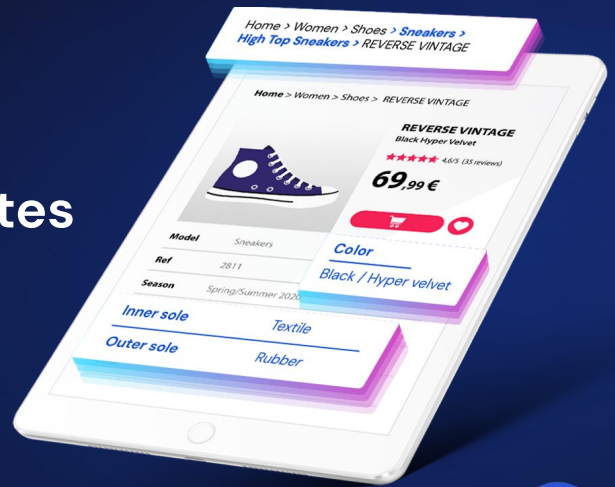 Home > Women > Shoes > Sneakers >
High Top Sneakers > REVERSE VINTAGE
Home > Women > Shoes > REVERSE VINTAGE
REVERSE VINTAGE
Black Hyper Velvet
4,6/5 (35 reviews)
69,99 €
tes
Model Sneakers
Ref 2811
Season Spring/Summer 2020
Color
Black / Hyper velvet
Inner sole Textile
Outer sole Rubber